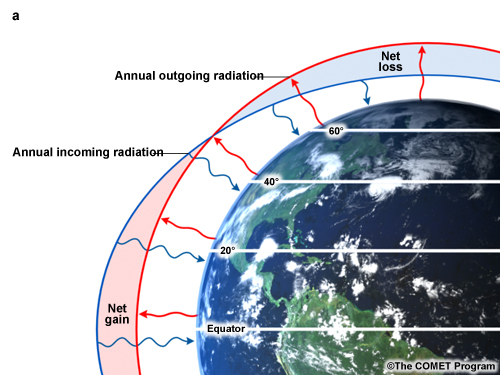 a
Net
loss
Annual outgoing radiation
60°
Annual incoming radiation
40°
20°
Net
gain
Equator
©The COMET Program